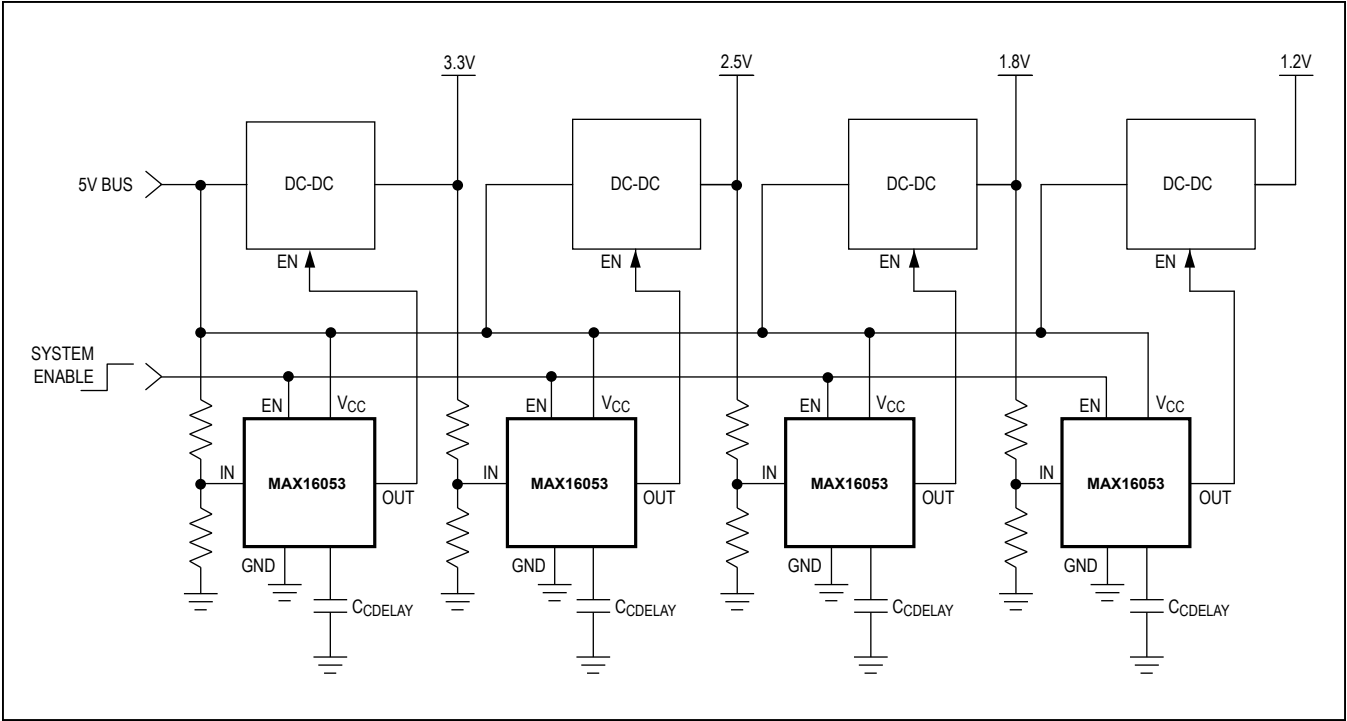 3.3V
2.5V
1.8V
1.2V
5V BUS
DC-DC
DC-DC
DC-DC
DC-DC
EN
EN
EN
EN
SYSTEM
ENABLE
EN
VCC
EN
VCC
EN
VCC
EN
VCC
IN
MAX16053
OUT
IN
MAX16053
OUT
IN
MAX16053
OUT
IN
MAX16053
OUT
GND
GND
GND
GND
CCDELAY
CCDELAY
CCDELAY
CCDELAY